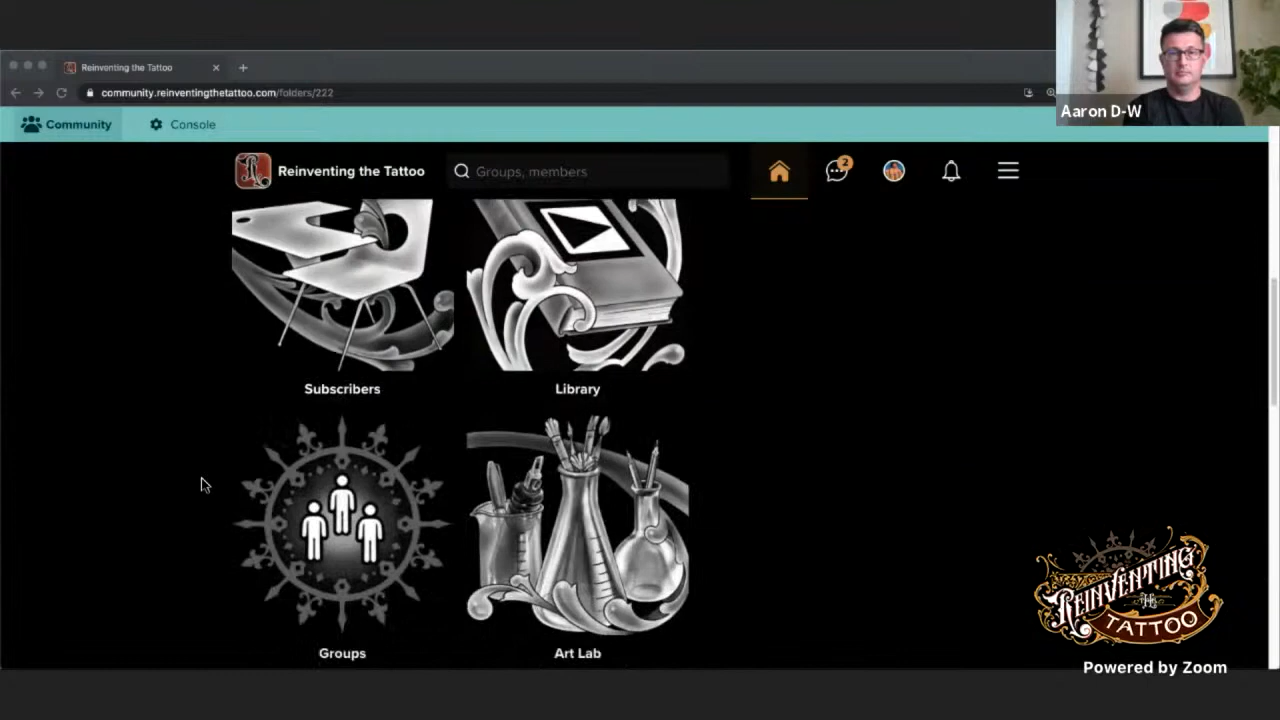 Reinventing the Tattoo
community.reinventingthetattoo.com/folders/222
Aaron D-W
Community
Console
Reinventing the Tattoo
Groups, members
2
Subscribers
Library
Groups
Art Lab
REINVENTING
THE
TATTOO
Powered by Zoom